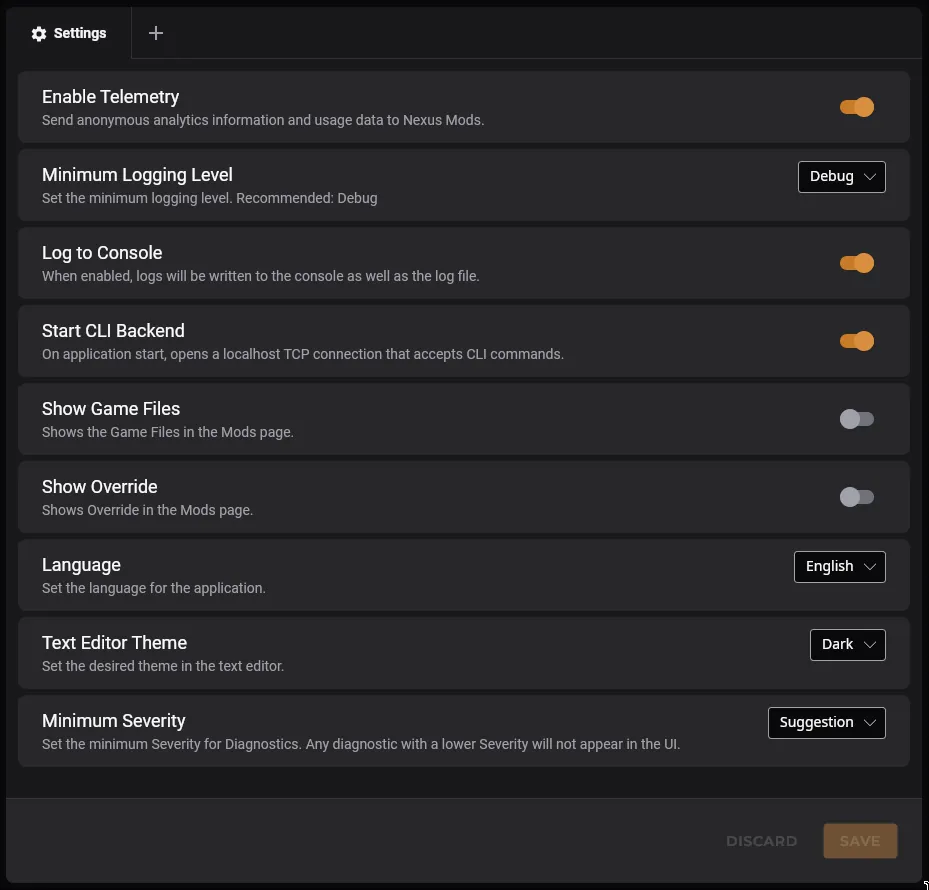 Settings
Enable Telemetry
Send anonymous analytics information and usage data to Nexus Mods.
Minimum Logging Level
Set the minimum logging level. Recommended: Debug
Debug
Log to Console
When enabled, logs will be written to the console as well as the log file.
Start CLI Backend
On application start, opens a localhost TCP connection that accepts CLI commands.
Show Game Files
Shows the Game Files in the Mods page.
Show Override
Shows Override in the Mods page.
Language
Set the language for the application.
English
Text Editor Theme
Set the desired theme in the text editor.
Dark
Minimum Severity
Set the minimum Severity for Diagnostics. Any diagnostic with a lower Severity will not appear in the UI.
Suggestion
DISCARD
SAVE